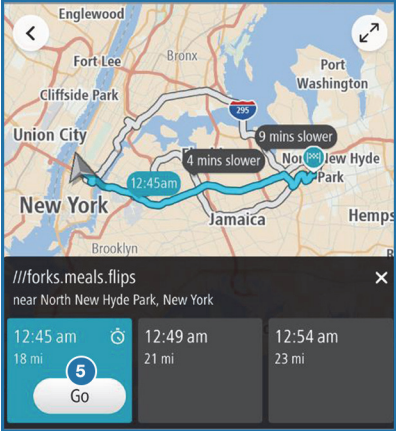 Englewood
Bronx
Fort Lee
Port
Washington
Cliffside Park
295
Union City
9 mins slower
4 mins slower
Nor
ew Hyde
Park
12:45am
New York
Jamaica
Hemps
Brooklyn
///forks.meals.flips
near North New Hyde Park, New York
12:45 am
18 mi
12:49 am
21 mi
12:54 am
23 mi
5
Go